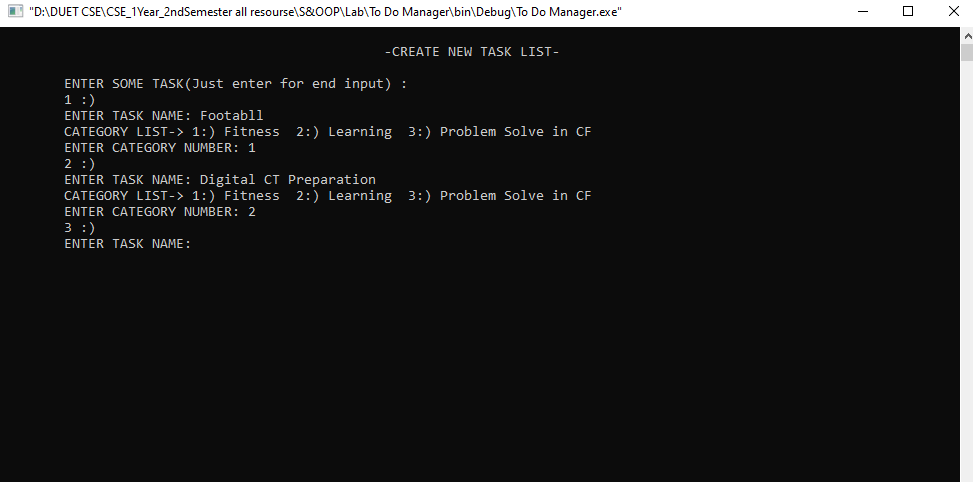 "D:\DUET CSE\CSE_1Year_2ndSemester all resourse\S&OOP\Lab\To Do Manager\bin\Debug\To Do Manager.exe"
-CREATE NEW TASK LIST-
ENTER SOME TASK(Just enter for end input) :
1 :)
ENTER TASK NAME: Footabll
CATEGORY LIST-> 1:) Fitness  2:) Learning  3:) Problem Solve in CF
ENTER CATEGORY NUMBER: 1
2 :)
ENTER TASK NAME: Digital CT Preparation
CATEGORY LIST-> 1:) Fitness  2:) Learning  3:) Problem Solve in CF
ENTER CATEGORY NUMBER: 2
3 :)
ENTER TASK NAME: